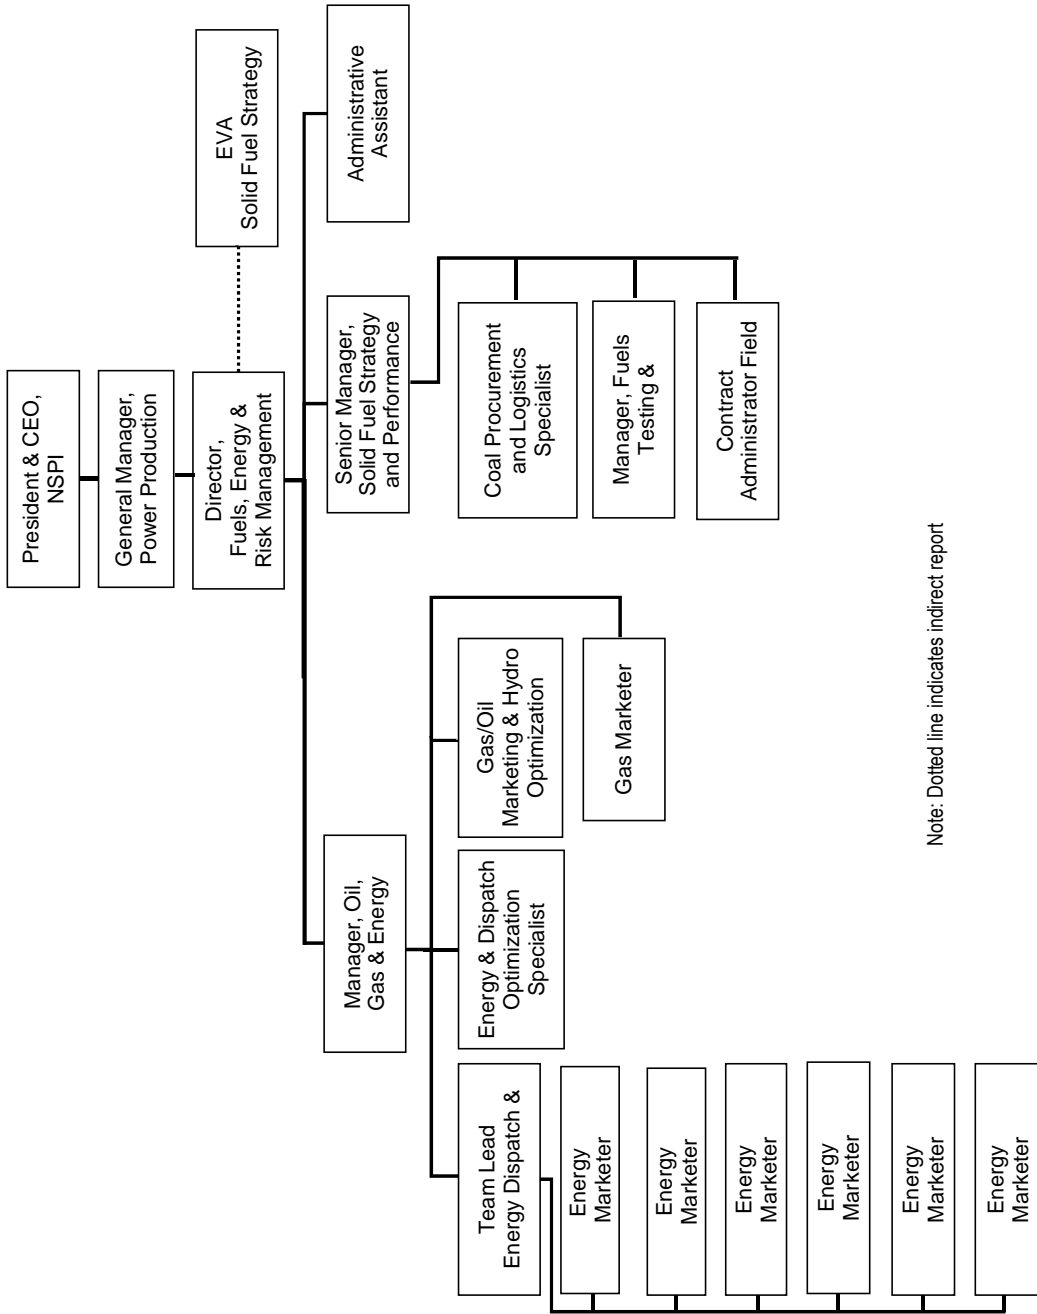 President & CEO,
NSPI
General Manager,
Power Production
Director,
Fuels, Energy &
Risk Management
EVA
Solid Fuel Strategy
Manager, Oil,
Gas & Energy
Senior Manager,
Solid Fuel Strategy
and Performance
Administrative
Assistant
Team Lead
Energy Dispatch &
Energy & Dispatch
Optimization
Specialist
Gas/Oil
Marketing & Hydro
Optimization
Gas Marketer
Coal Procurement
and Logistics
Specialist
Manager, Fuels
Testing &
Contract
Administrator Field
Energy
Marketer
Energy
Marketer
Energy
Marketer
Energy
Marketer
Energy
Marketer
Energy
Marketer
Note: Dotted line indicates indirect report